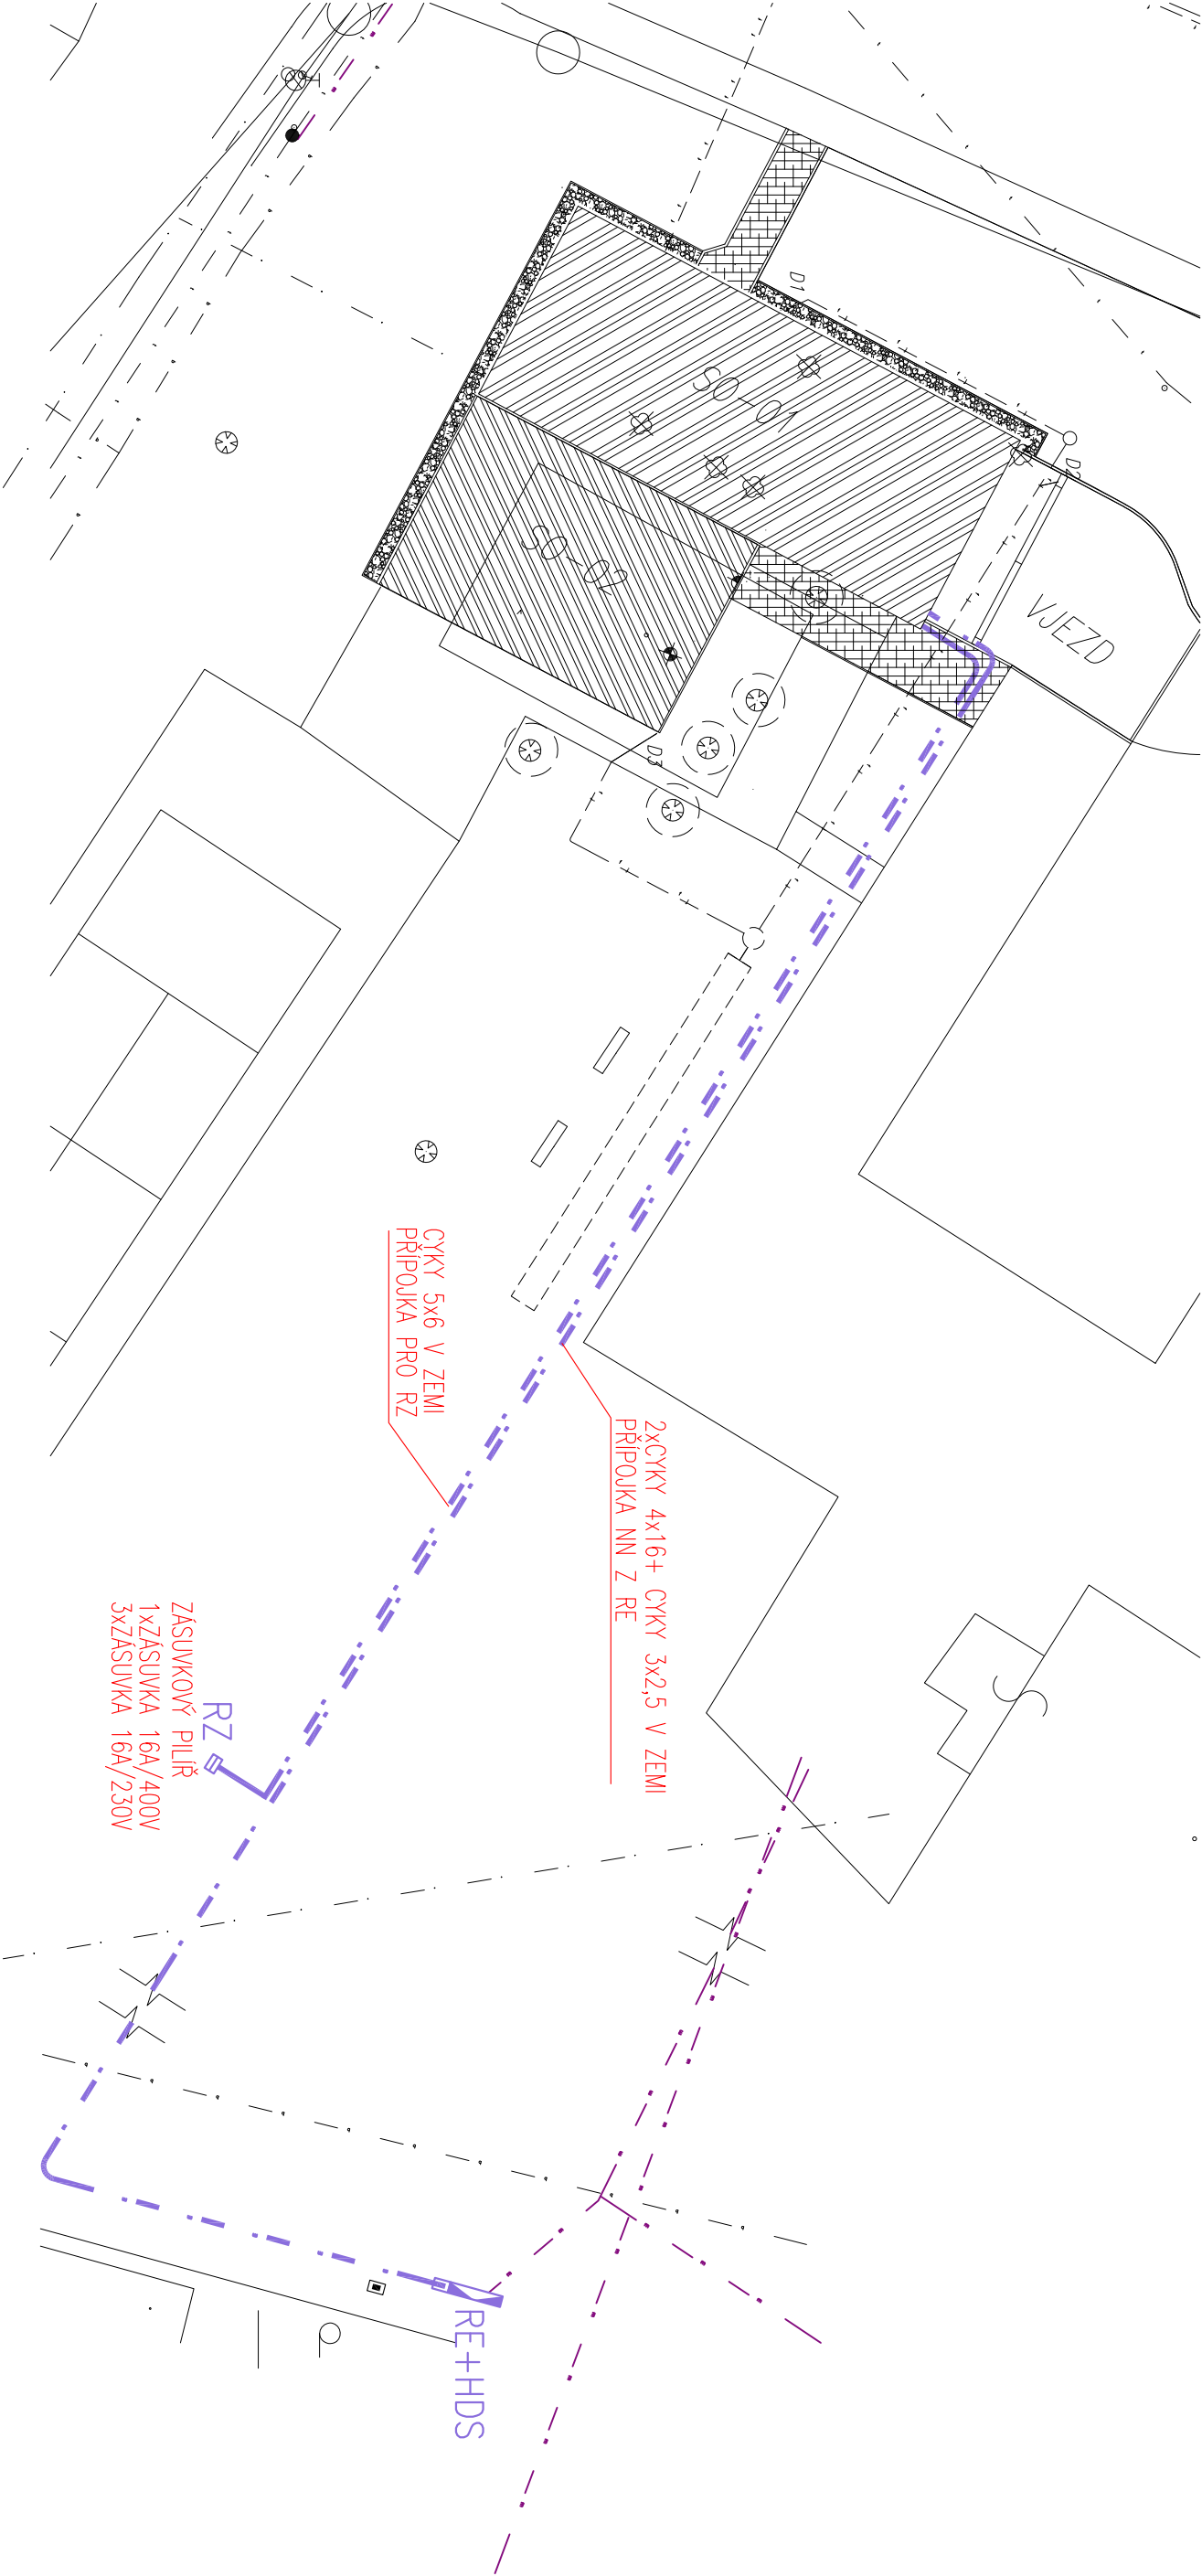 D1
SO-01
D2
VJEZD
SO-02
D3
CYKY 5x6 V ZEMI
PŘÍPOJKA PRO RZ
2xCYKY 4x16+ CYKY 3x2,5 V ZEMI
PŘÍPOJKA NN Z RE
ZÁSUVKOVÝ PILÍŘ
1xZÁSUVKA 16A/400V
3xZÁSUVKA 16A/230V
RZ
RE+HDS